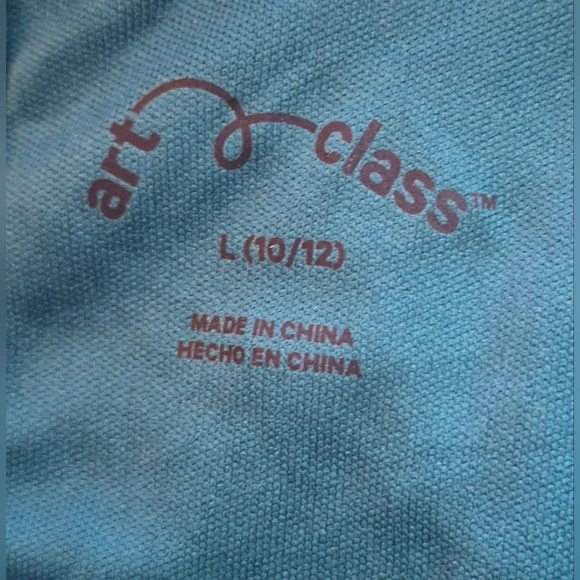 art class™
L (10/12)
MADE IN CHINA
HECHO EN CHINA